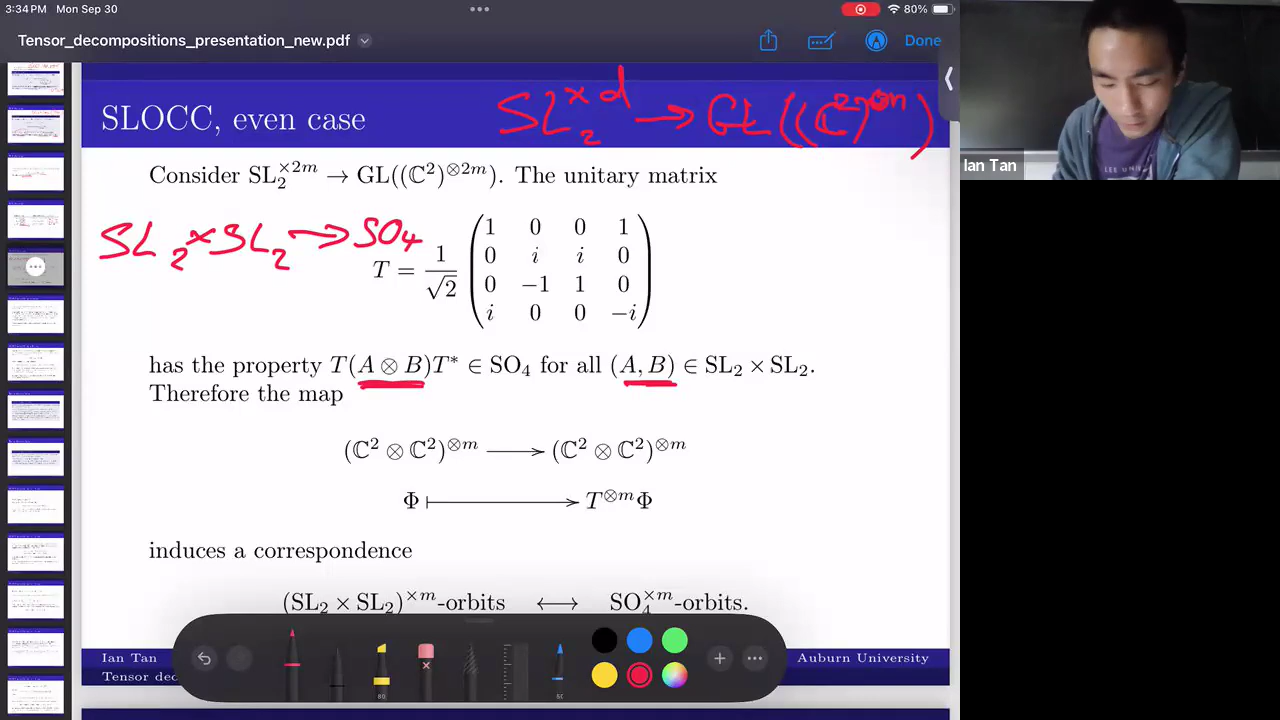 3:34 PM Mon Sep 30
80%
Tensor_decompositions_presentation_new.pdf
Done
SLOCC, even case
SL₂^{×d} → GL((ℂ²)^{⊗n})
Ian Tan
Consider SL₂^{×2m} → GL((ℂ²)^{⊗2m}). The unitary matrix
SL₂ × SL₂ → SO₄
T = 1/√2
1 0 0 1
0 i i 0
0 −1 1 0
i 0 0 −i
has the property T(A ⊗ B)T ∈ SO₄ for all (A, B) ∈ SL₂ × SL₂.
Therefore the map
(ℂ² ⊗ ℂ²)^{⊗m} ⟶ (ℂ² ⊗ ℂ²)^{⊗m}
Φ ⟼ T^{⊗m}Φ
induces a correspondence
(SL₂ × SL₂)^{×m}-orbits ⟷ SO₄^{×m}-orbits.
Ian Tan
Auburn University
Tensor dec